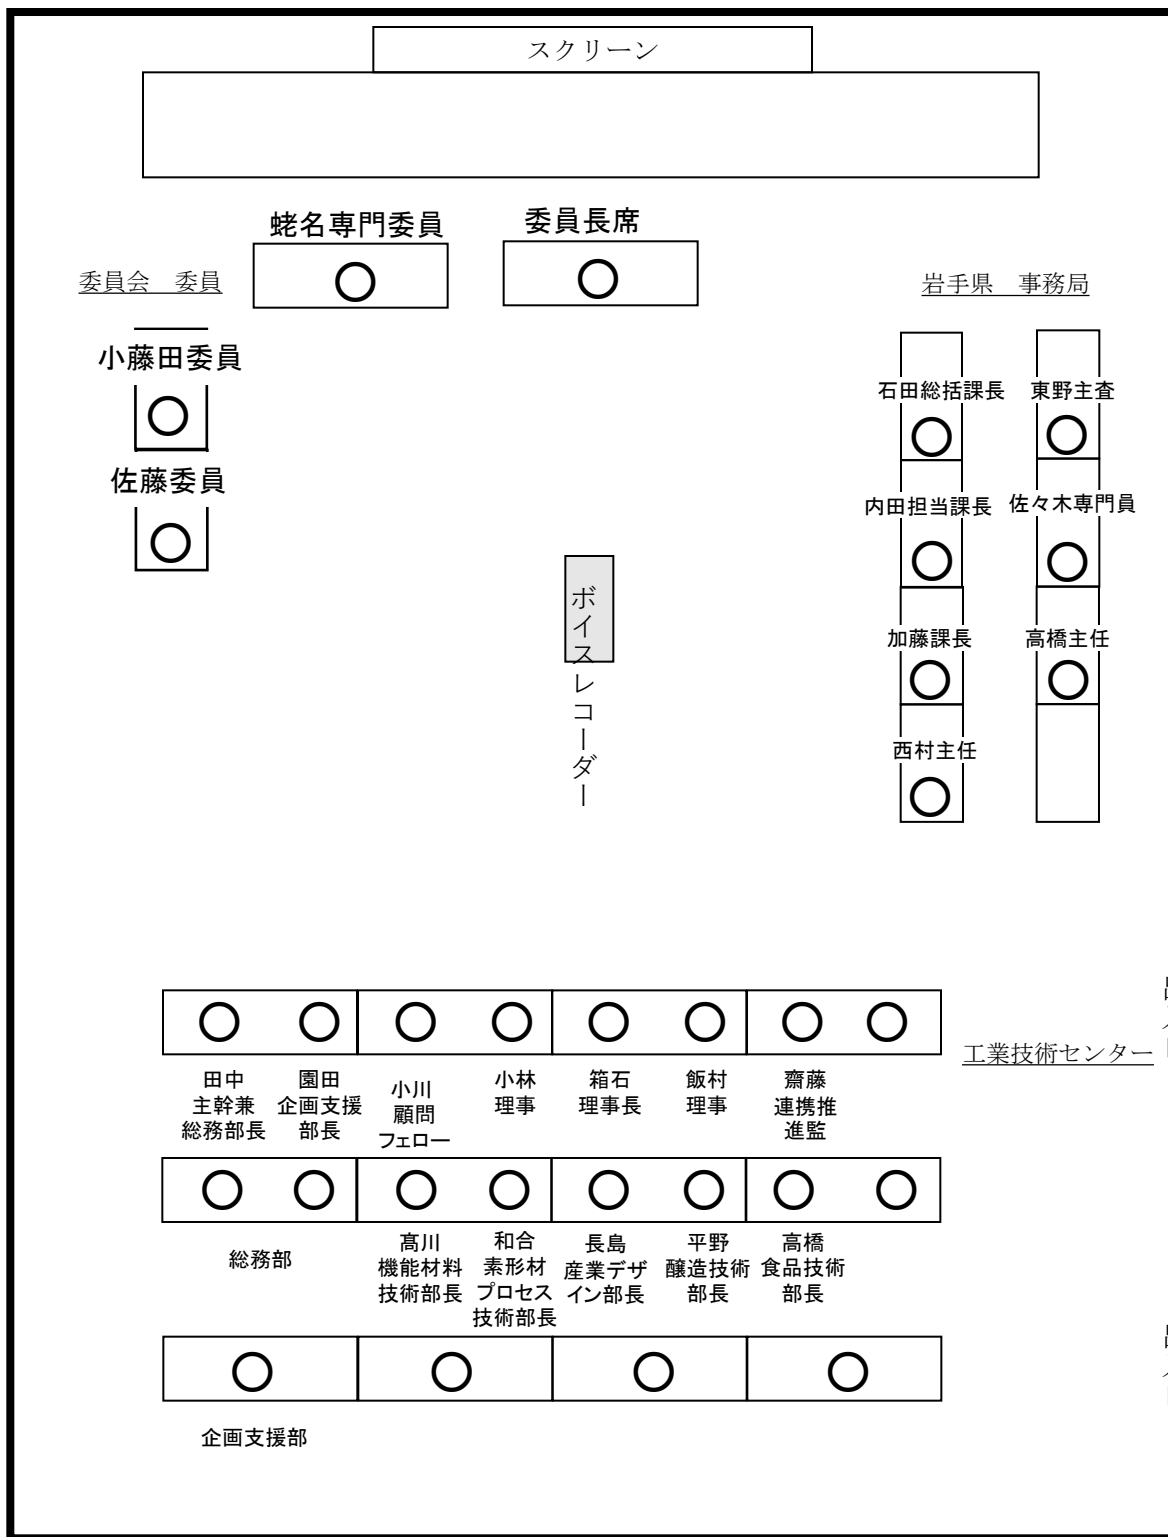 スクリーン
蛯名専門委員
委員長席
委員会　委員
岩手県　事務局
小藤田委員
佐藤委員
石田総括課長
東野主査
内田担当課長
佐々木専門員
加藤課長
高橋主任
西村主任
ボイスレコーダー
工業技術センター
田中
主幹兼
総務部長
園田
企画支援
部長
小川
顧問
フェロー
小林
理事
箱石
理事長
飯村
理事
齋藤
連携推
進監
総務部
髙川
機能材料
技術部長
和合
素形材
プロセス
技術部長
長島
産業デザ
イン部長
平野
醸造技術
部長
高橋
食品技術
部長
企画支援部